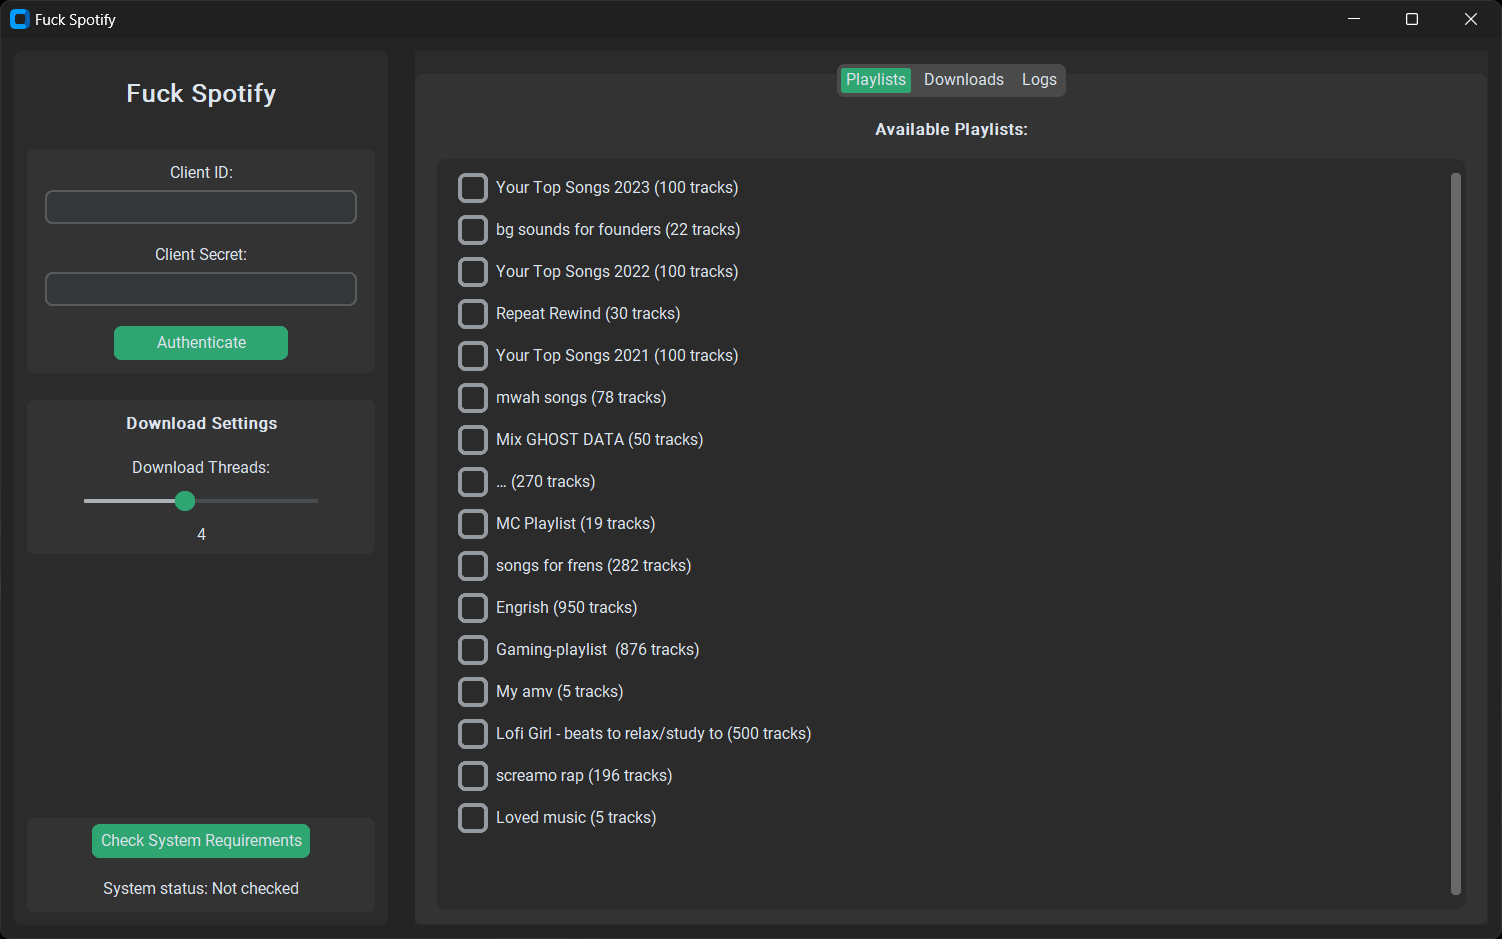 Fuck Spotify
Fuck Spotify
Client ID:
Client Secret:
Authenticate
Download Settings
Download Threads:
4
Check System Requirements
System status: Not checked
Playlists Downloads Logs
Available Playlists:
Your Top Songs 2023 (100 tracks)
bg sounds for founders (22 tracks)
Your Top Songs 2022 (100 tracks)
Repeat Rewind (30 tracks)
Your Top Songs 2021 (100 tracks)
mwah songs (78 tracks)
Mix GHOST DATA (50 tracks)
... (270 tracks)
MC Playlist (19 tracks)
songs for frens (282 tracks)
Engrish (950 tracks)
Gaming-playlist  (876 tracks)
My amv (5 tracks)
Lofi Girl - beats to relax/study to (500 tracks)
screamo rap (196 tracks)
Loved music (5 tracks)